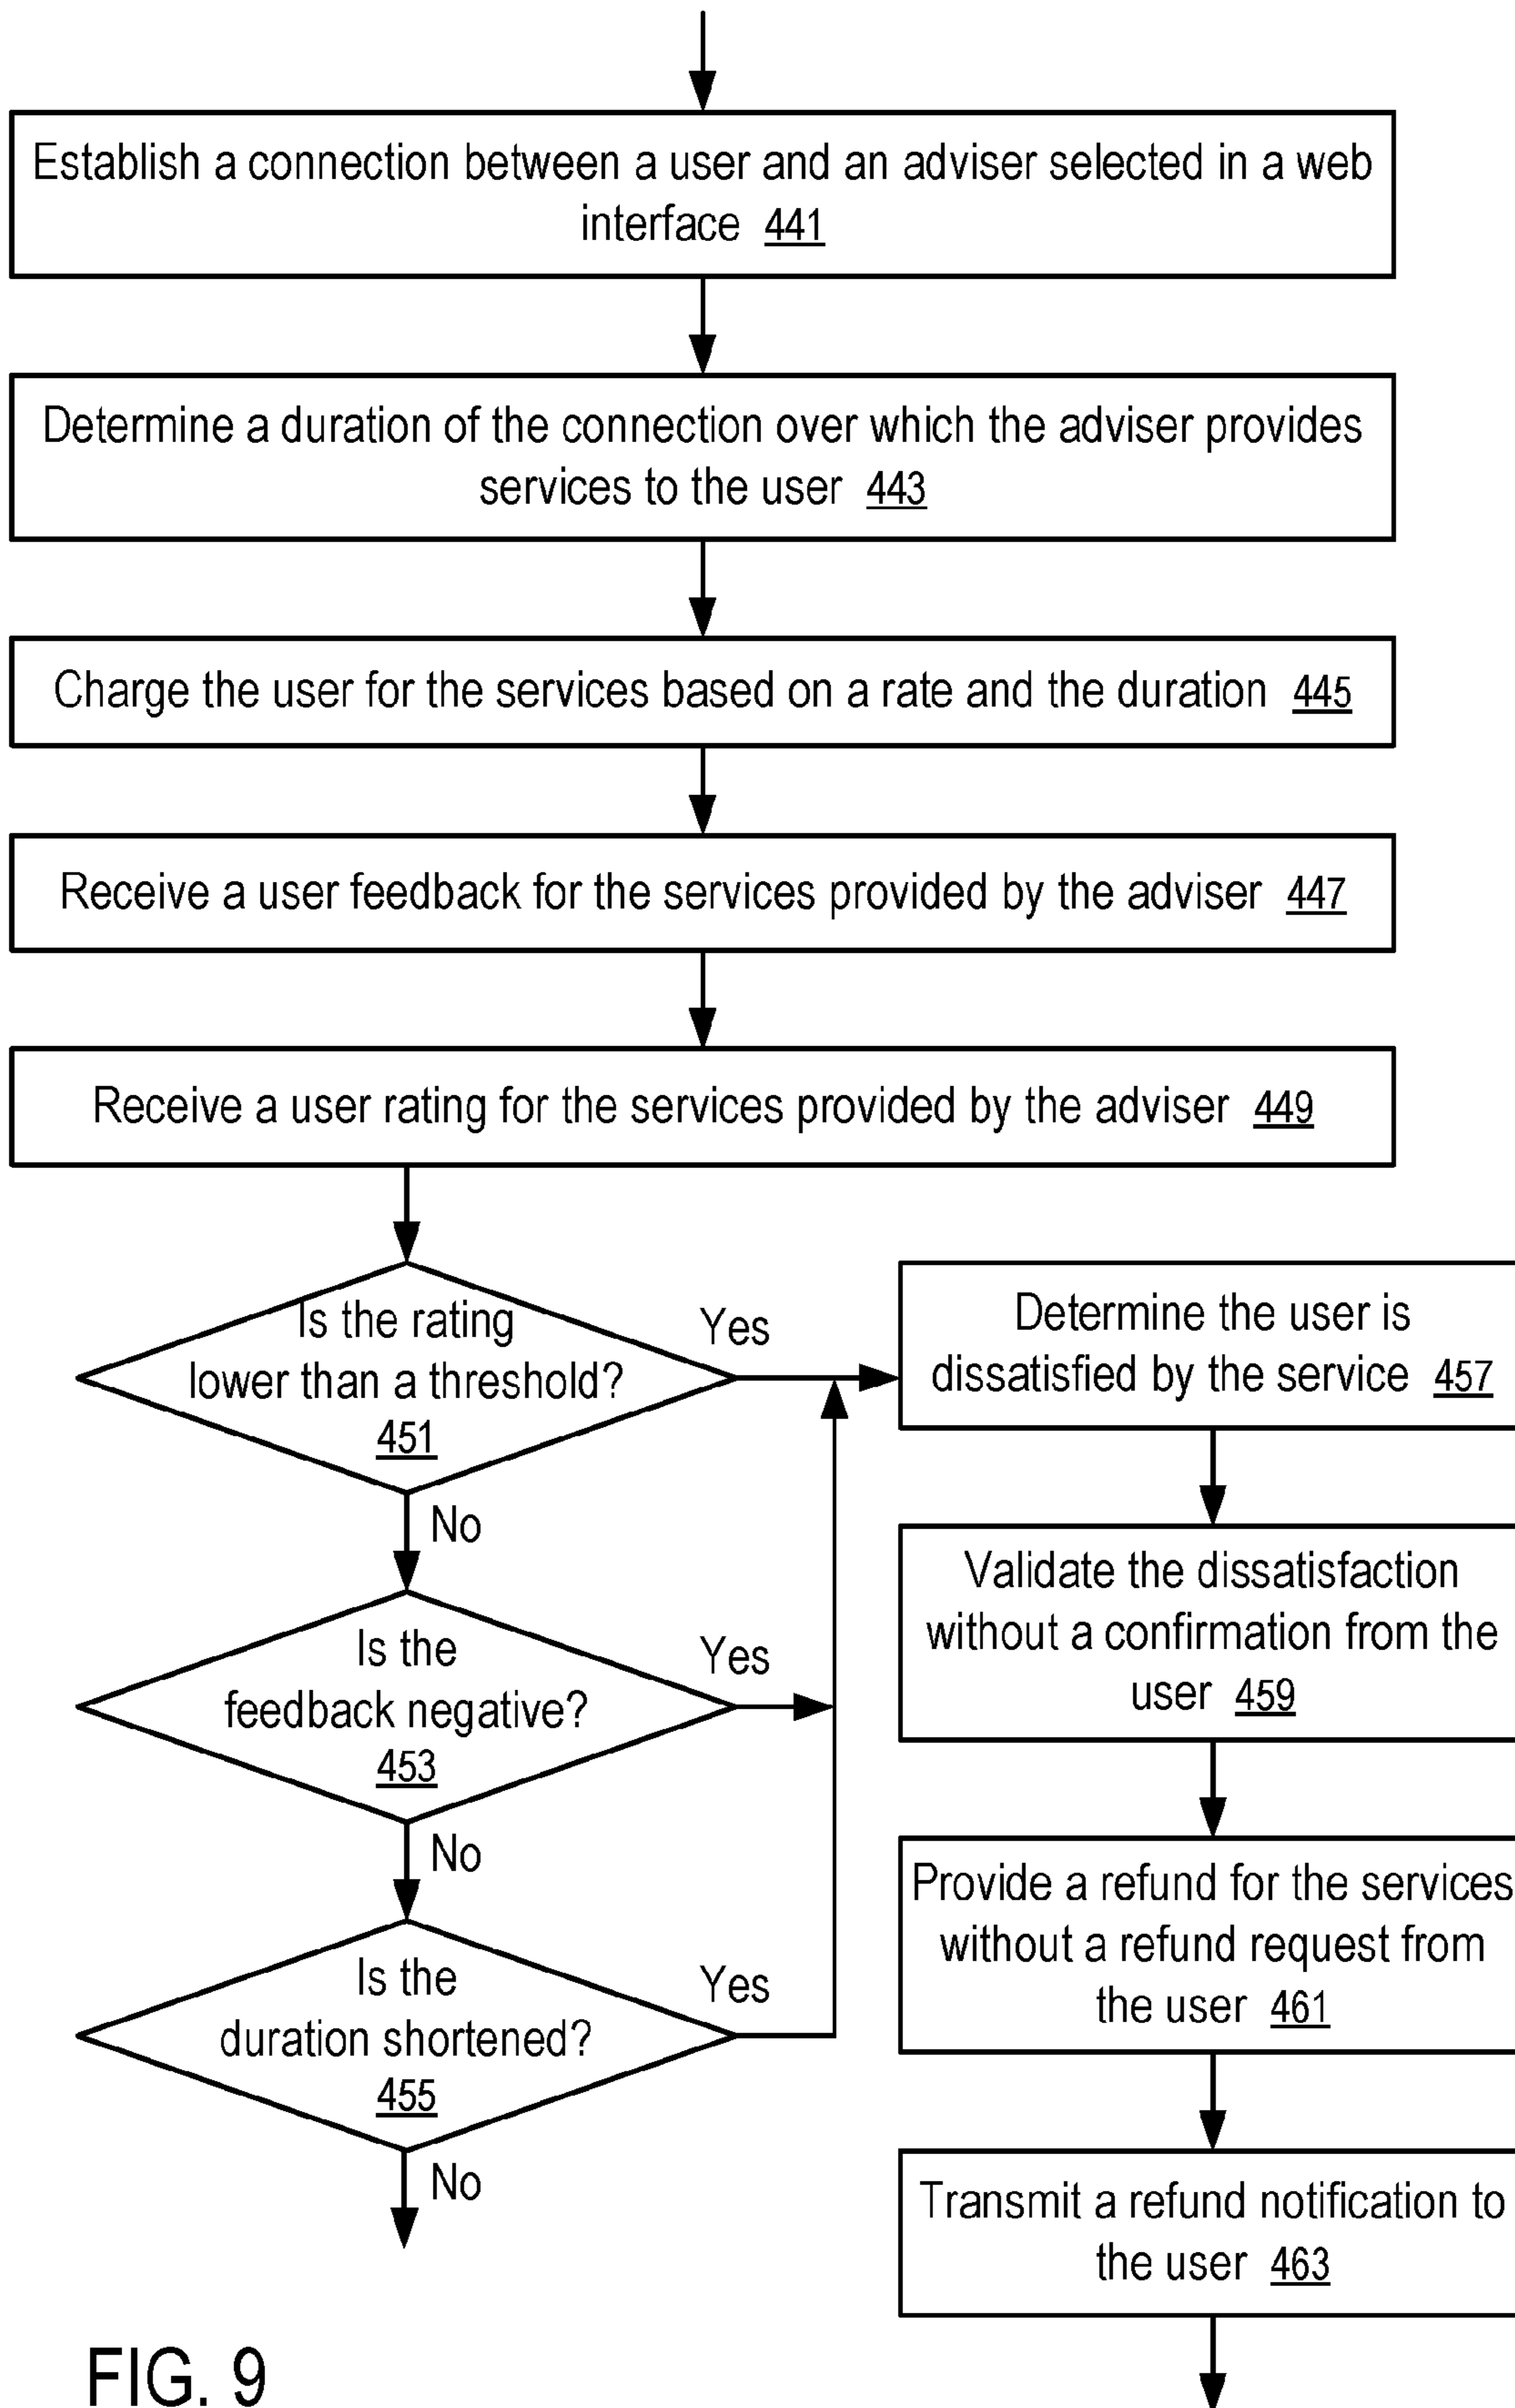 Establish a connection between a user and an adviser selected in a web
interface 441
Determine a duration of the connection over which the adviser provides
services to the user 443
Charge the user for the services based on a rate and the duration 445
Receive a user feedback for the services provided by the adviser 447
Receive a user rating for the services provided by the adviser 449
Is the rating
lower than a threshold?
451
Yes
No
Determine the user is
dissatisfied by the service 457
Is the
feedback negative?
453
Yes
No
Validate the dissatisfaction
without a confirmation from the
user 459
Is the
duration shortened?
455
Yes
No
Provide a refund for the services
without a refund request from
the user 461
Transmit a refund notification to
the user 463
FIG. 9